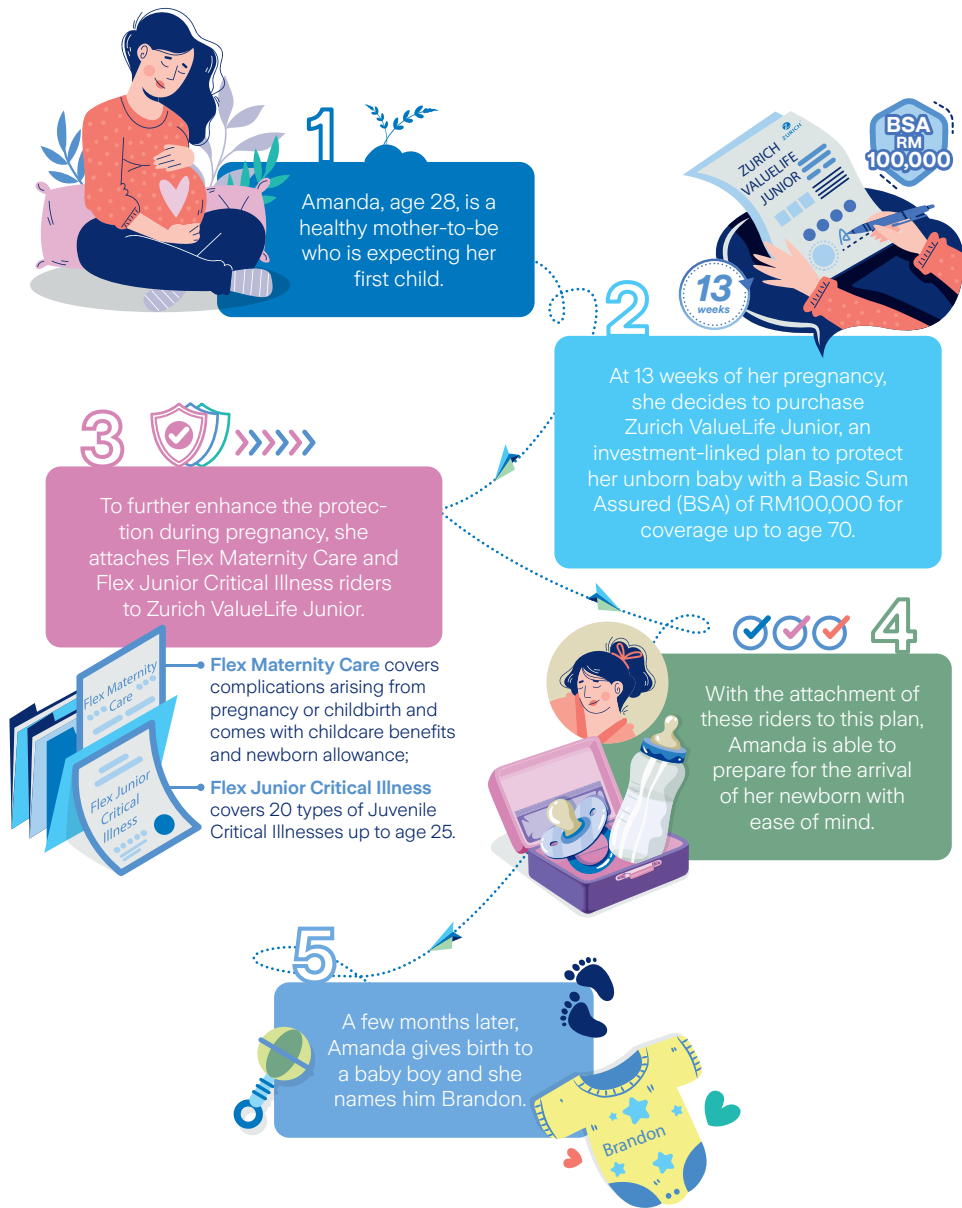 1
Amanda, age 28, is a
healthy mother-to-be
who is expecting her
first child.
ZURICH
ZURICH
VALUELIFE
JUNIOR
BSA
RM
100,000
13
weeks
2
At 13 weeks of her pregnancy,
she decides to purchase
Zurich ValueLife Junior, an
investment-linked plan to protect
her unborn baby with a Basic Sum
Assured (BSA) of RM100,000 for
coverage up to age 70.
3
To further enhance the protec-
tion during pregnancy, she
attaches Flex Maternity Care and
Flex Junior Critical Illness riders
to Zurich ValueLife Junior.
Flex Maternity
Care
Flex Junior
Critical
Illness
Flex Maternity Care covers
complications arising from
pregnancy or childbirth and
comes with childcare benefits
and newborn allowance;
Flex Junior Critical Illness
covers 20 types of Juvenile
Critical Illnesses up to age 25.
4
With the attachment of
these riders to this plan,
Amanda is able to
prepare for the arrival
of her newborn with
ease of mind.
5
A few months later,
Amanda gives birth to
a baby boy and she
names him Brandon.
Brandon